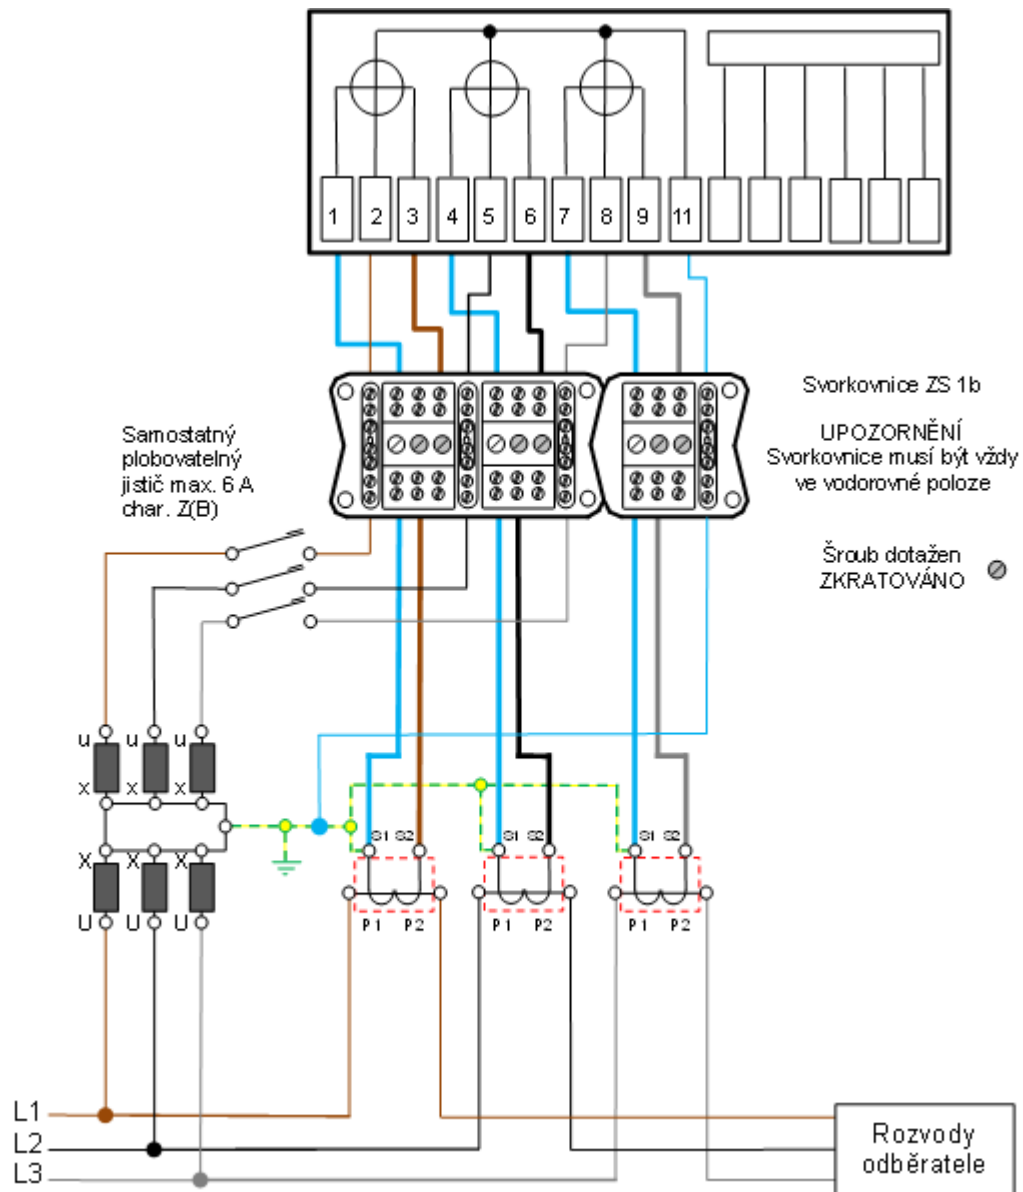 1 2 3 4 5 6 7 8 9 11
Svorkovnice ZS 1b
UPOZORNĚNÍ
Svorkovnice musí být vždy
ve vodorovné poloze
Samostatný
plobovatelný
jistič max. 6 A
char. Z(B)
Šroub dotažen
ZKRATOVÁNO
u u u
x x x
S1 S2 S1 S2 S1 S2
X X X
U U U
P1 P2 P1 P2 P1 P2
L1
L2
L3
Rozvody
odběratele